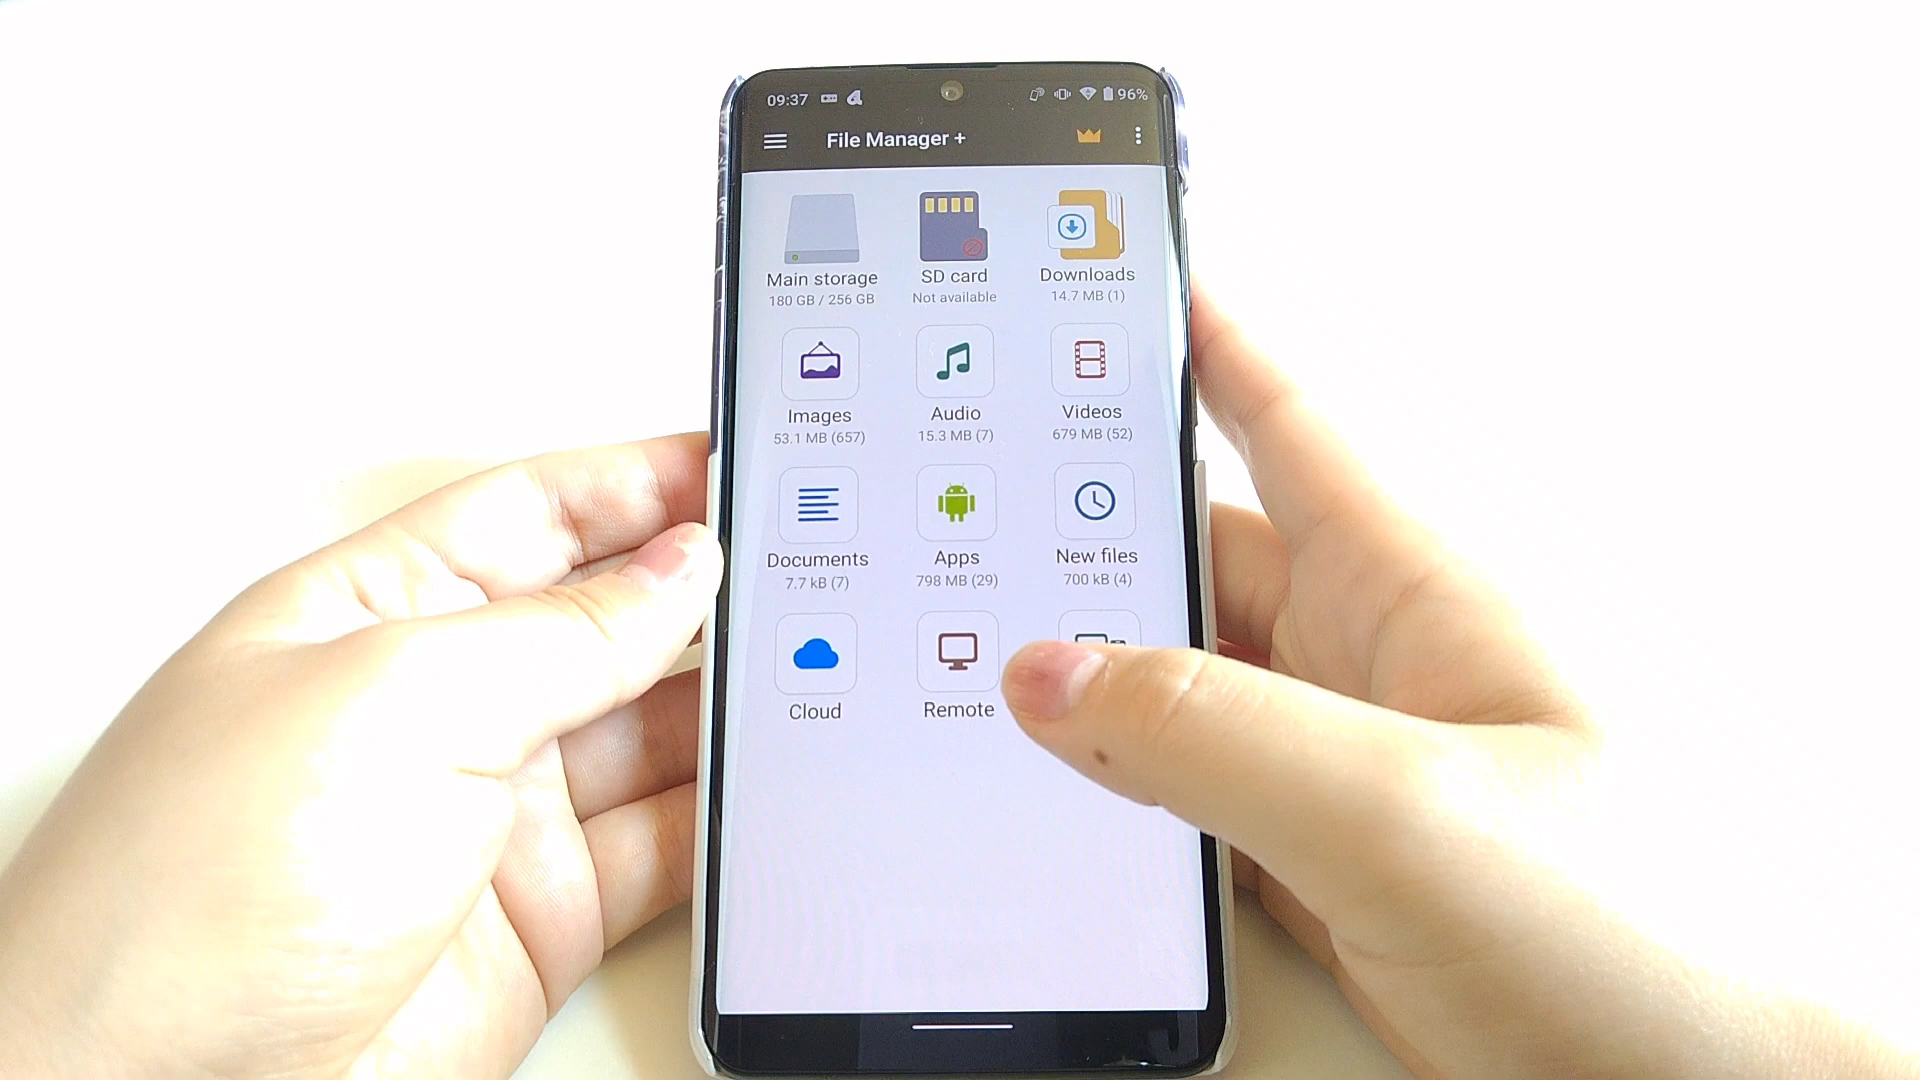 09:37 96%
File Manager +
Main storage SD card Downloads
180 GB / 256 GB Not available 14.7 MB (1)
Images Audio Videos
53.1 MB (657) 15.3 MB (7) 679 MB (52)
Documents Apps New files
7.7 kB (7) 798 MB (29) 700 kB (4)
Cloud Remote